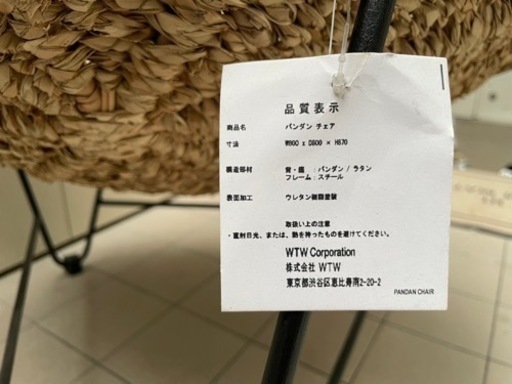 品質表示
商品名 パンダン チェア
寸法 W800 x D800 × H870
構造部材 背・籐 : パンダン / ラタン
フレーム : スチール
表面加工 ウレタン樹脂塗装
取扱い上の注意
・直射日光、または、熱を持ったものを避けてください。
WTW Corporation
株式会社 WTW
東京都渋谷区恵比寿南2-20-2
PANDAN CHAIR